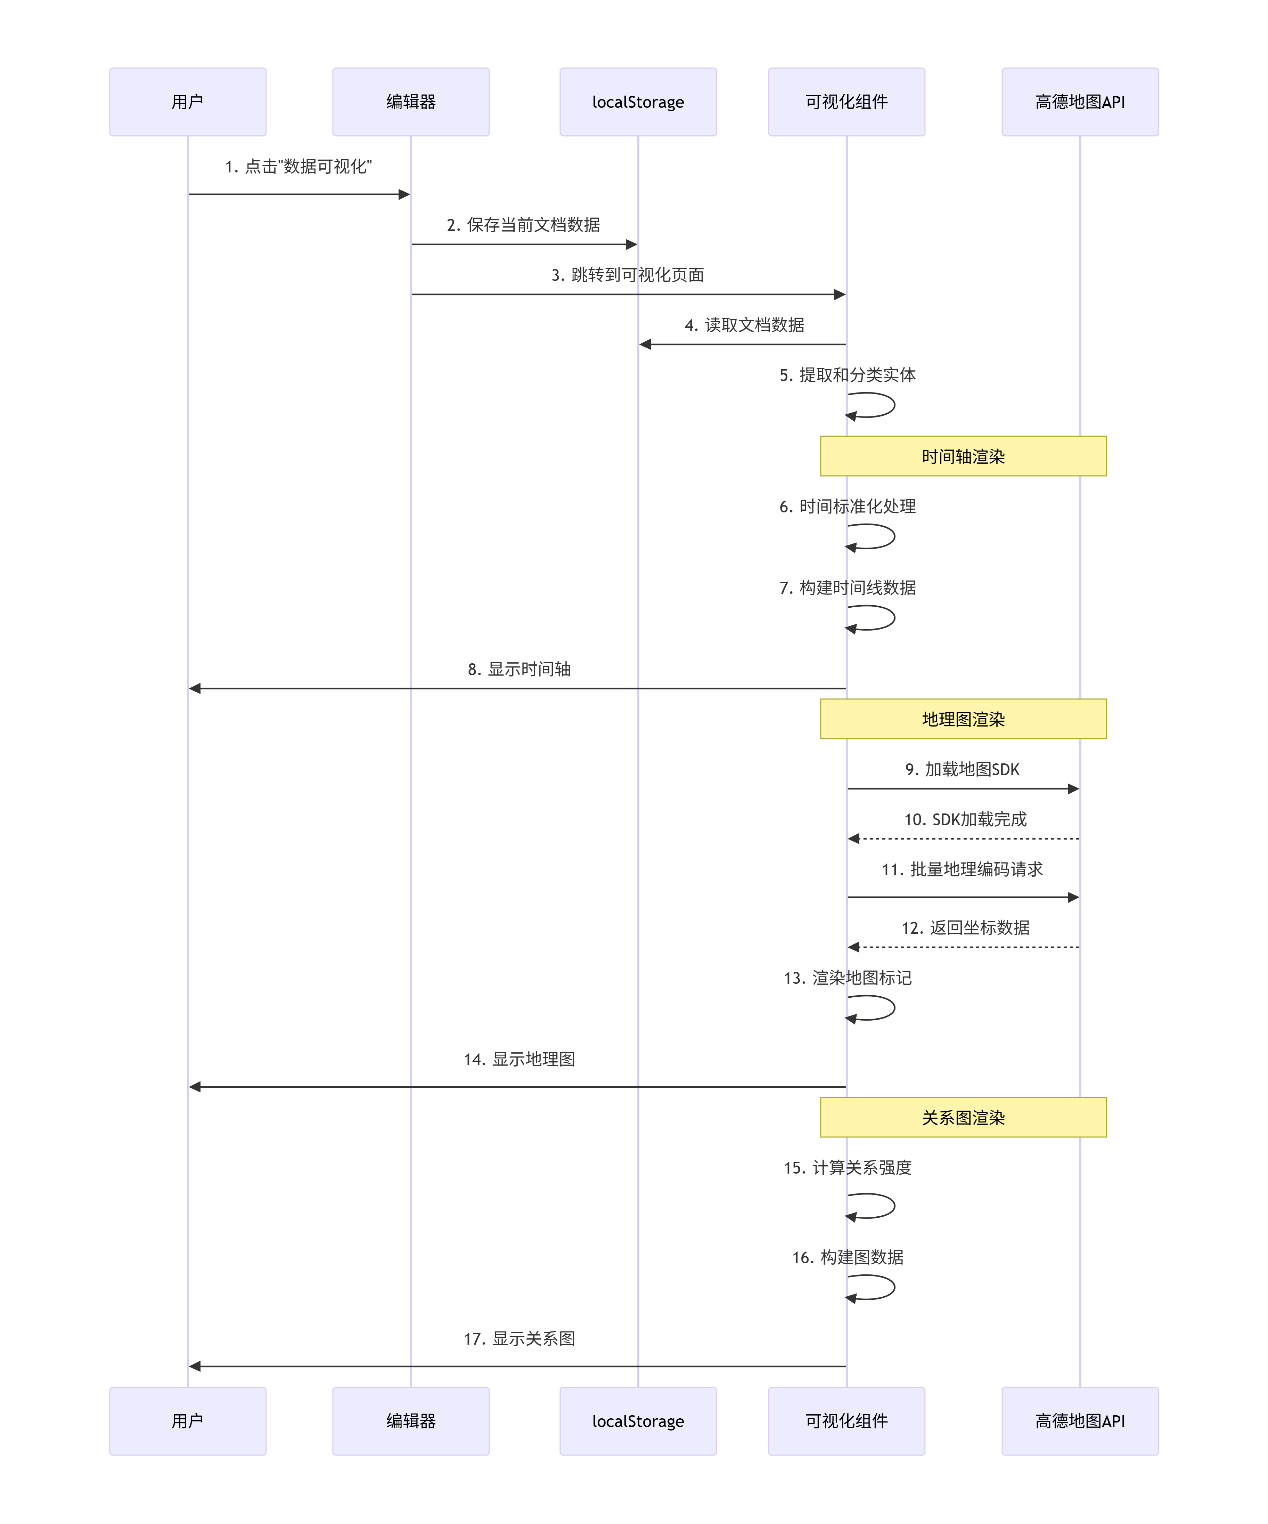 用户
编辑器
localStorage
可视化组件
高德地图API
1. 点击"数据可视化"
2. 保存当前文档数据
3. 跳转到可视化页面
4. 读取文档数据
5. 提取和分类实体
时间轴渲染
6. 时间标准化处理
7. 构建时间线数据
8. 显示时间轴
地理图渲染
9. 加载地图SDK
10. SDK加载完成
11. 批量地理编码请求
12. 返回坐标数据
13. 渲染地图标记
14. 显示地理图
关系图渲染
15. 计算关系强度
16. 构建图数据
17. 显示关系图
用户
编辑器
localStorage
可视化组件
高德地图API